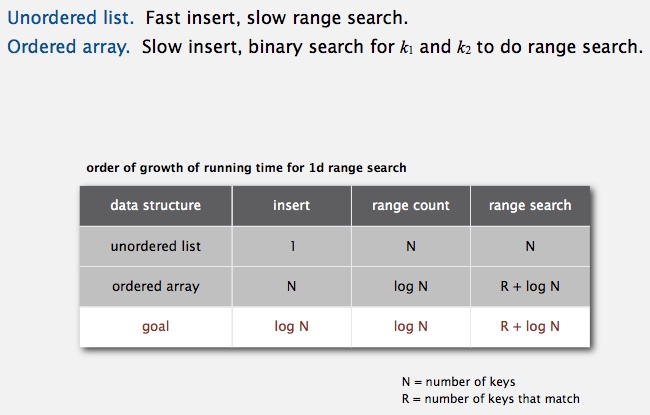 Unordered list. Fast insert, slow range search.
Ordered array. Slow insert, binary search for k1 and k2 to do range search.
order of growth of running time for 1d range search
data structure insert range count range search
unordered list 1 N N
ordered array N log N R + log N
goal log N log N R + log N
N = number of keys
R = number of keys that match